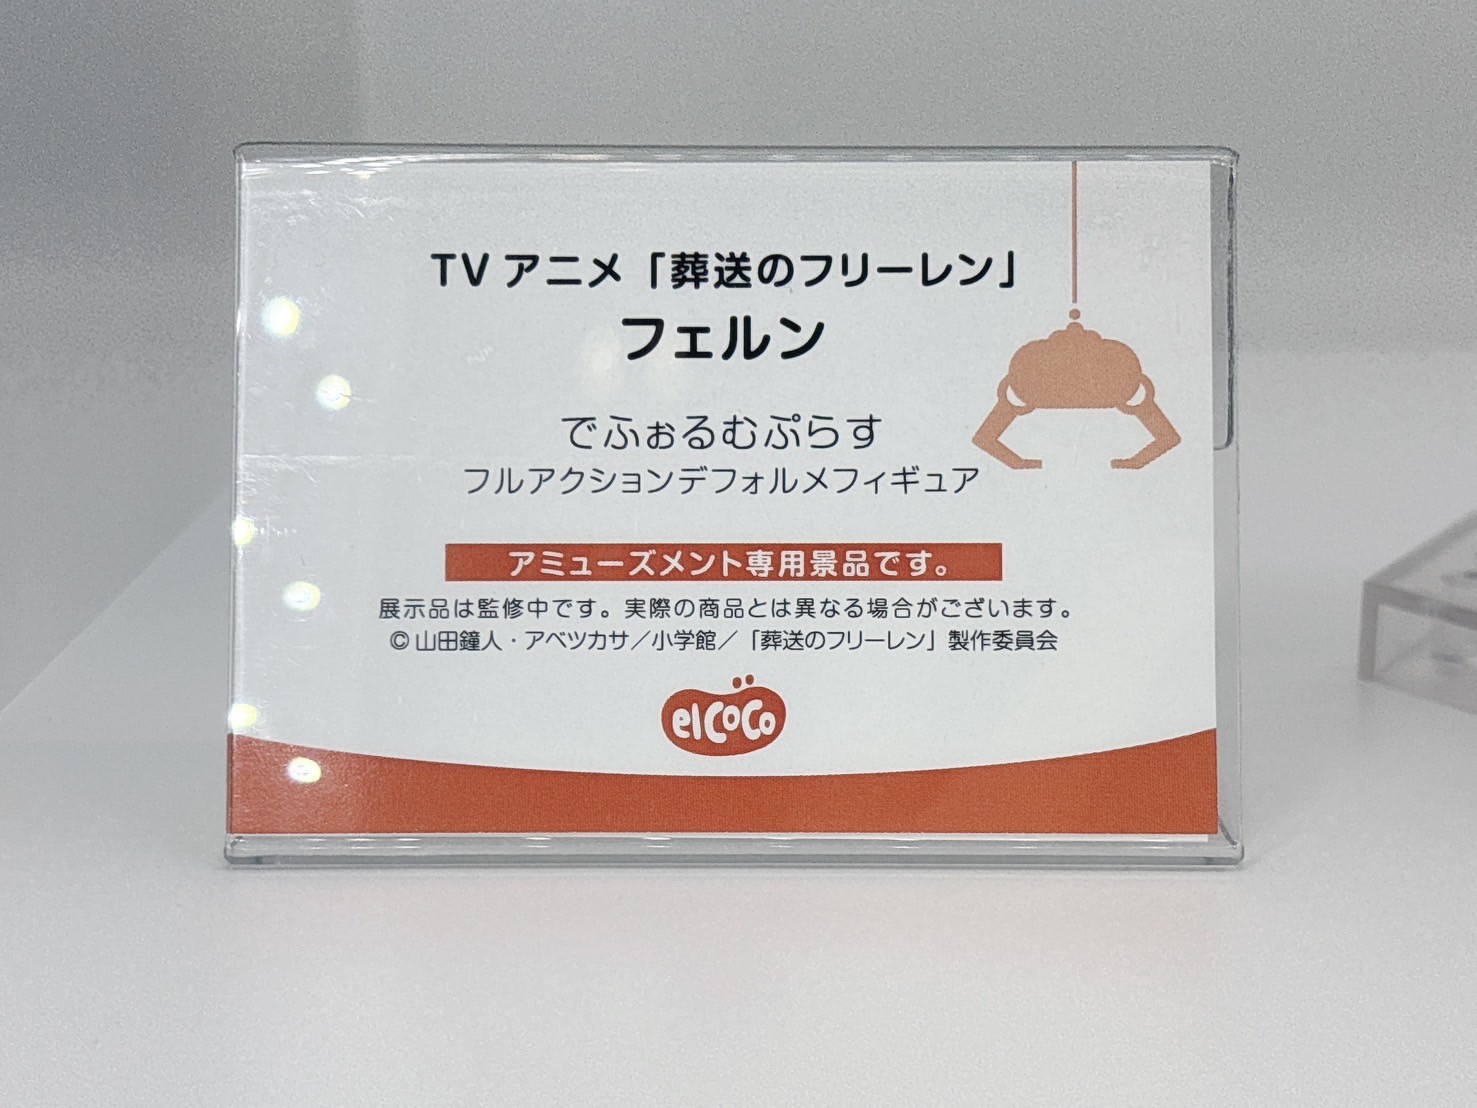 TVアニメ「葬送のフリーレン」
フェルン
でふぉるむぷらす
フルアクションデフォルメフィギュア
アミューズメント専用景品です。
展示品は監修中です。実際の商品とは異なる場合がございます。
©山田鐘人・アベツカサ／小学館／「葬送のフリーレン」製作委員会
elcoco